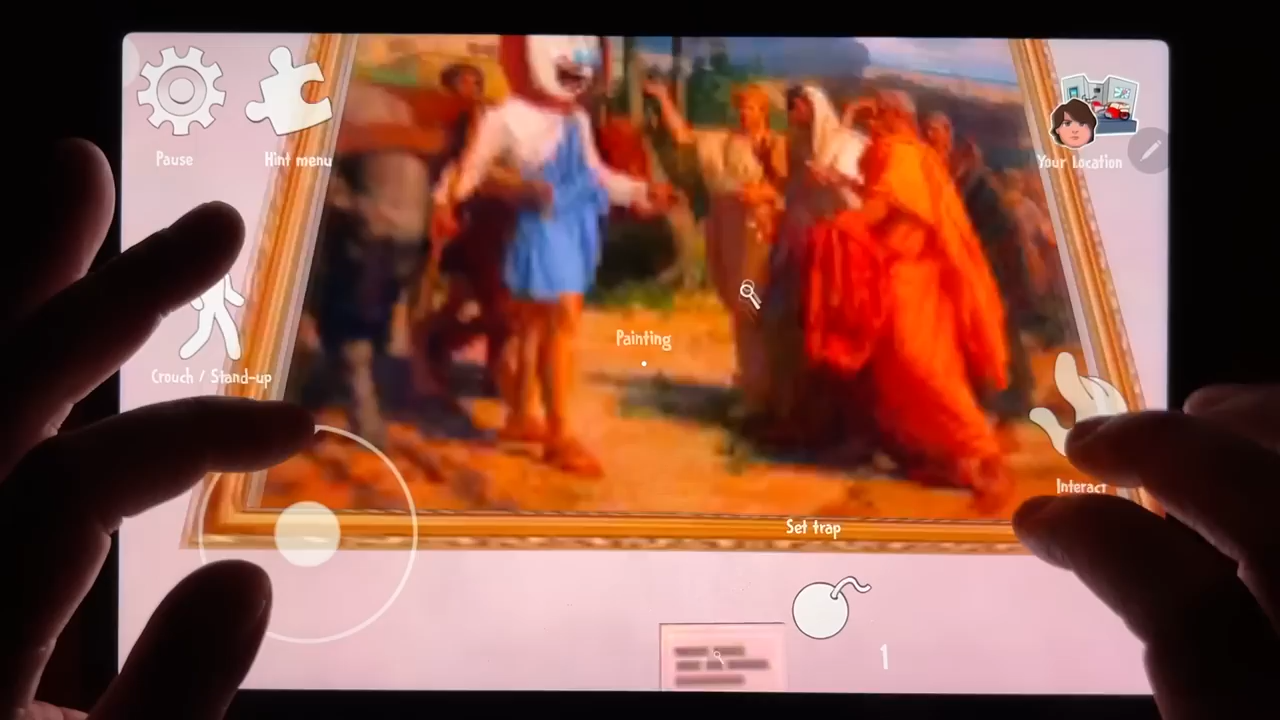 Pause
Hint menu
Your Location
Painting
Crouch / Stand-up
Interact
Set trap
1